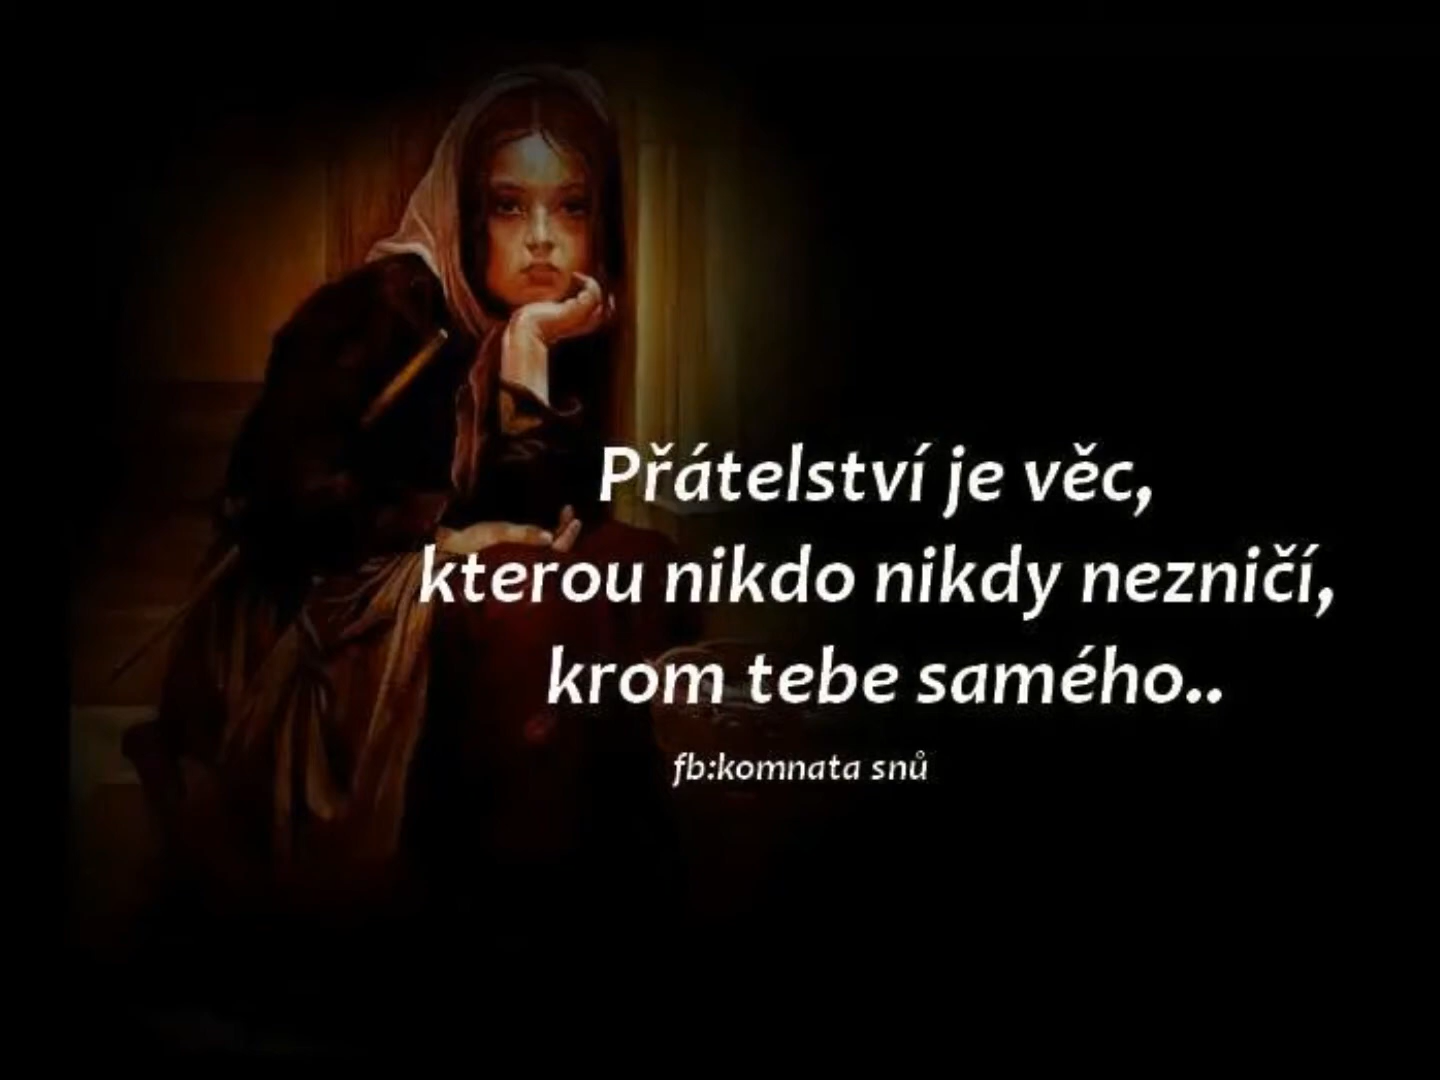 Přátelství je věc,
kterou nikdo nikdy nezničí,
krom tebe samého..
fb:komnata snů